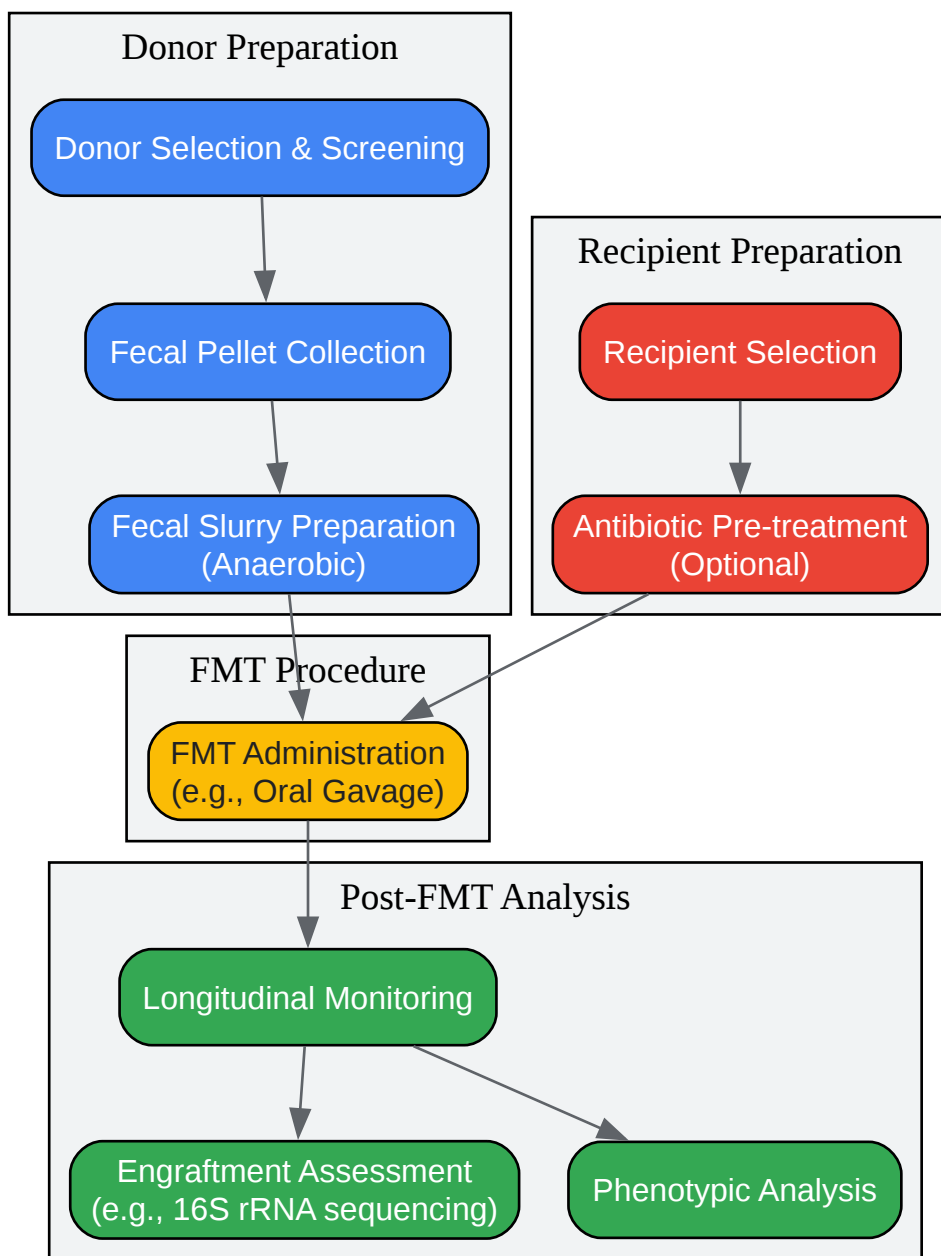 Donor Preparation
Donor Selection & Screening
Fecal Pellet Collection
Fecal Slurry Preparation
(Anaerobic)
Recipient Preparation
Recipient Selection
Antibiotic Pre-treatment
(Optional)
FMT Procedure
FMT Administration
(e.g., Oral Gavage)
Post-FMT Analysis
Longitudinal Monitoring
Engraftment Assessment
(e.g., 16S rRNA sequencing)
Phenotypic Analysis